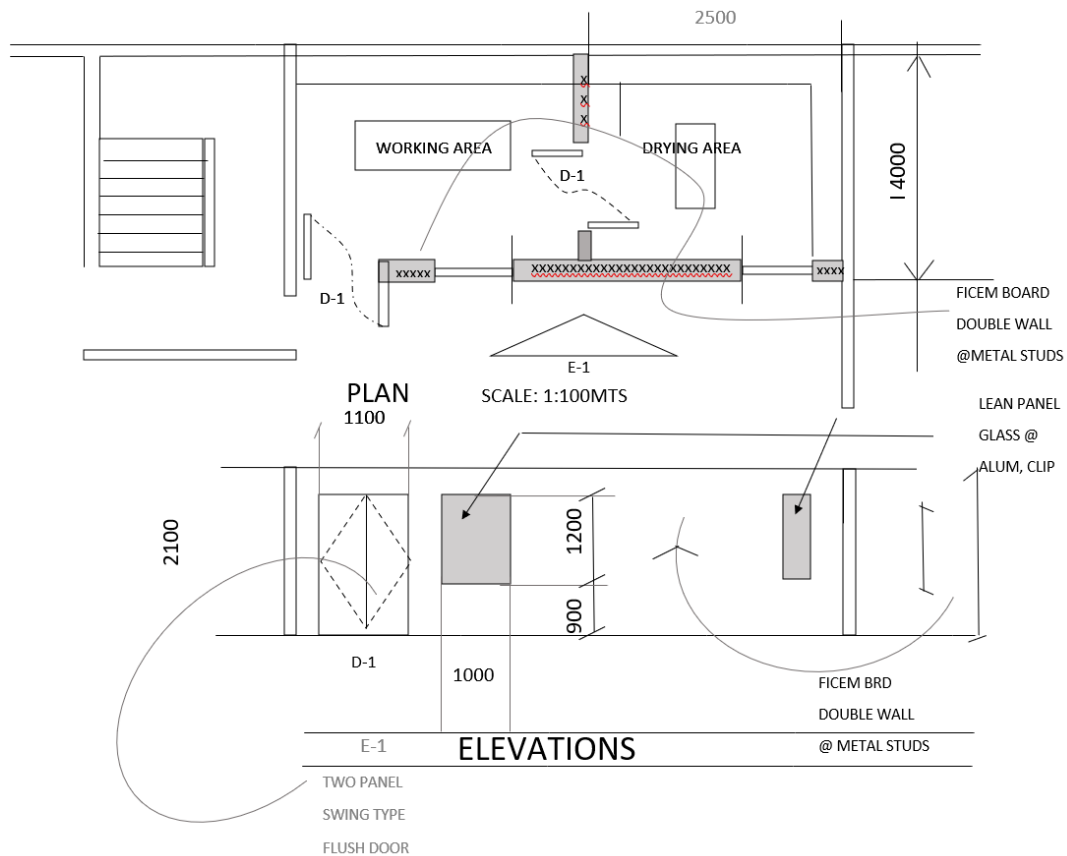 2500
X
X
X
WORKING AREA
DRYING AREA
D-1
I 4000
XXXXX
XXXXXXXXXXXXXXXXXXXXXXXXXX
XXXX
D-1
FICEM BOARD
DOUBLE WALL
@METAL STUDS
E-1
PLAN
SCALE: 1:100MTS
1100
LEAN PANEL
GLASS @
ALUM, CLIP
2100
1200
900
D-1
1000
FICEM BRD
DOUBLE WALL
@ METAL STUDS
E-1
ELEVATIONS
TWO PANEL
SWING TYPE
FLUSH DOOR